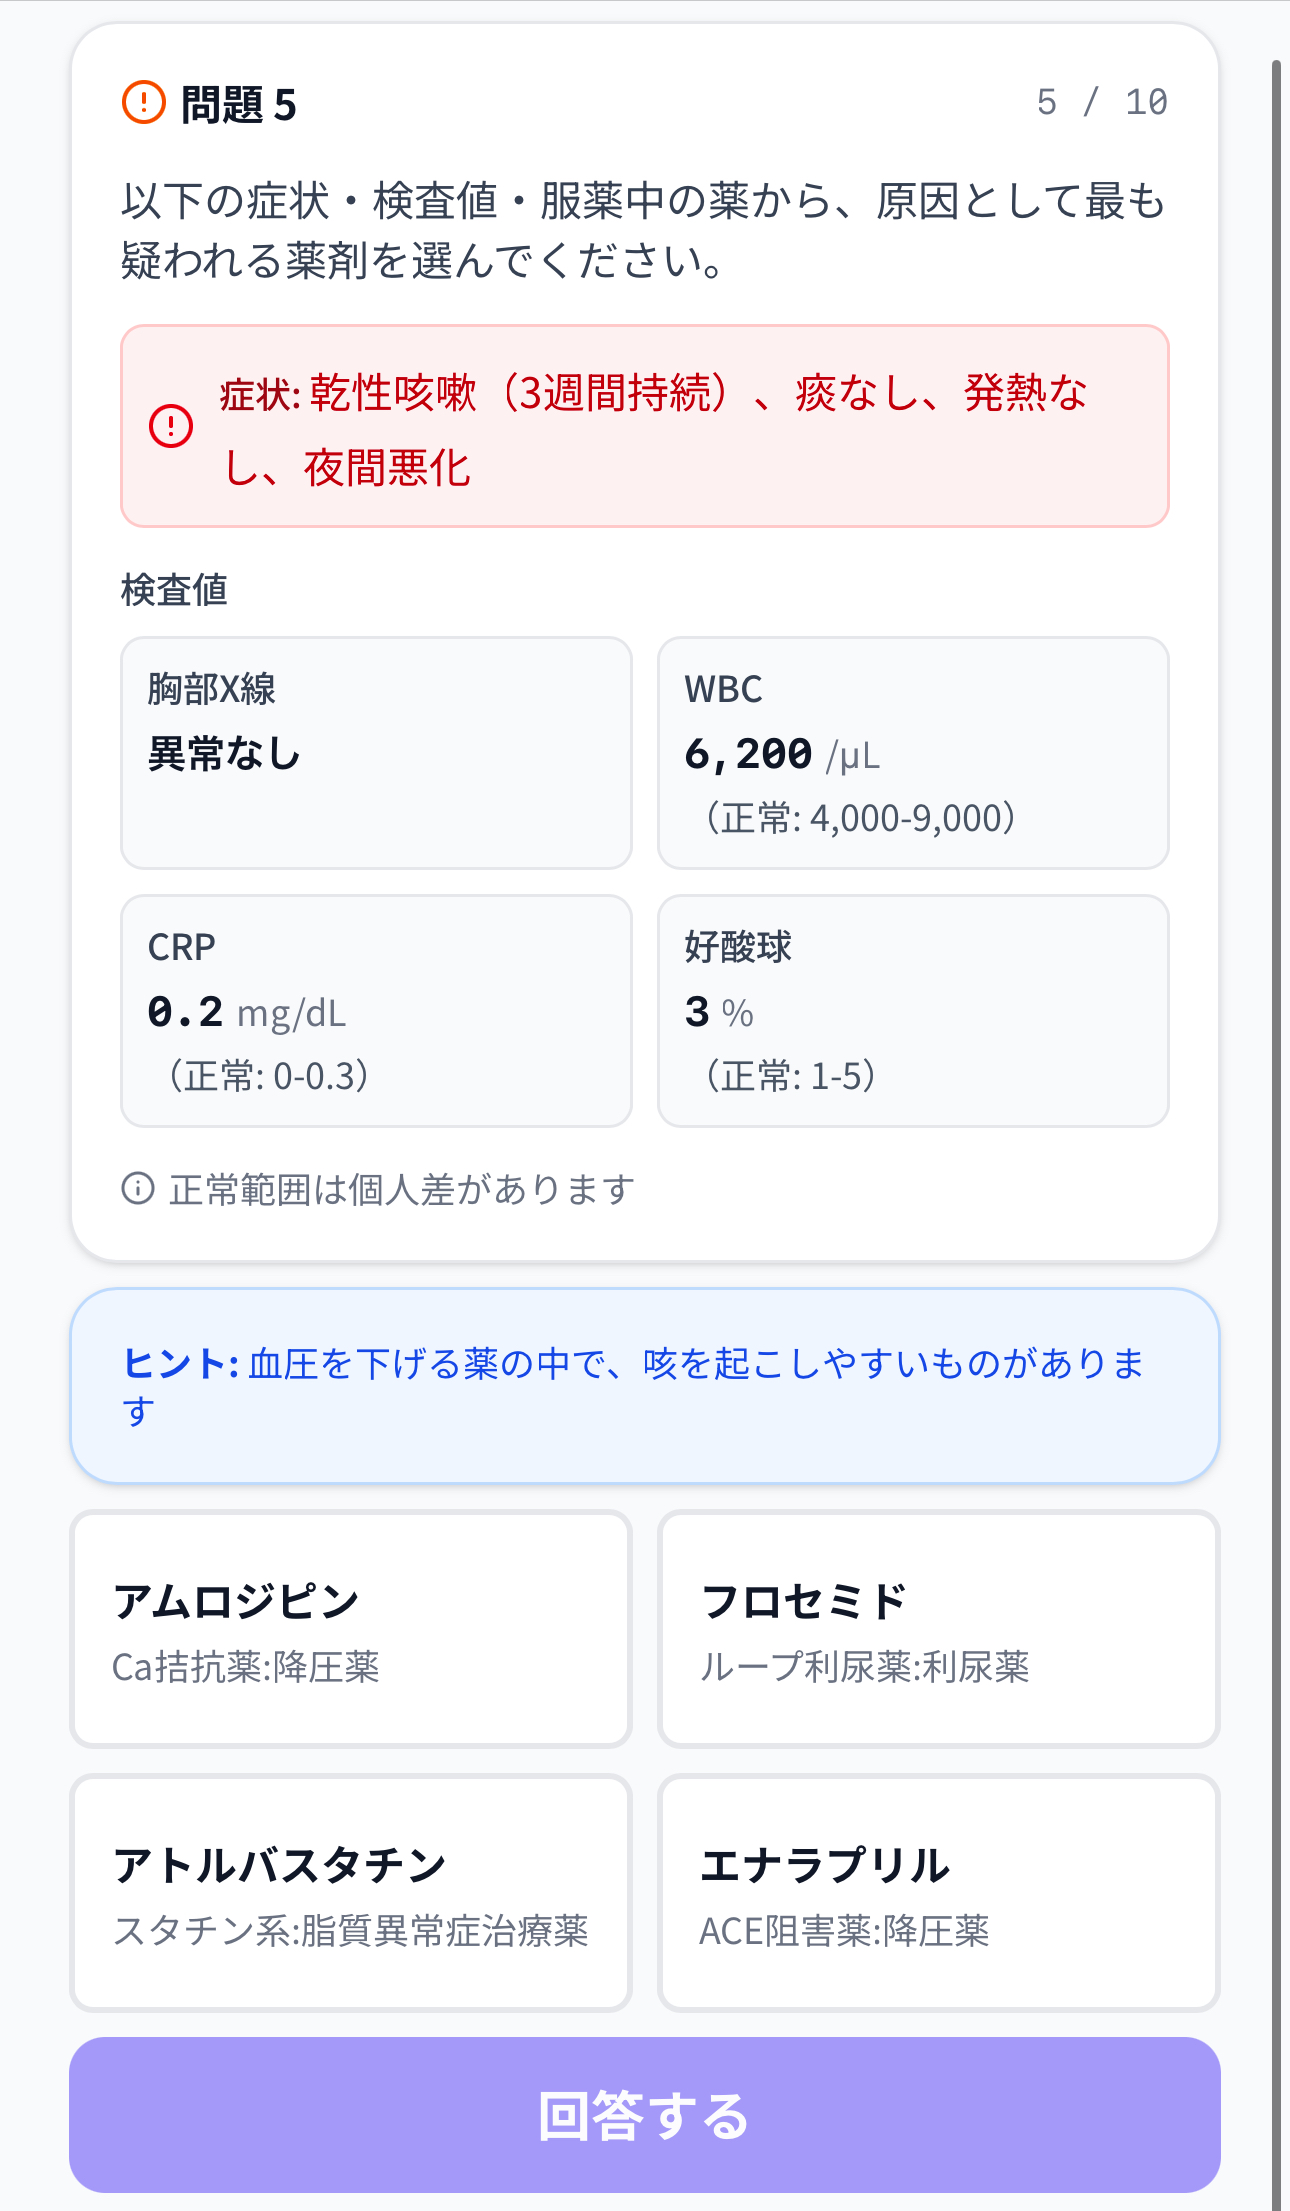 問題 5
5 / 10
以下の症状・検査値・服薬中の薬から、原因として最も
疑われる薬剤を選んでください。
症状: 乾性咳嗽（3週間持続）、痰なし、発熱な
し、夜間悪化
検査値
胸部X線
異常なし
WBC
6,200 /μL
（正常: 4,000-9,000）
CRP
0.2 mg/dL
（正常: 0-0.3）
好酸球
3 %
（正常: 1-5）
正常範囲は個人差があります
ヒント: 血圧を下げる薬の中で、咳を起こしやすいものがありま
す
アムロジピン
Ca拮抗薬:降圧薬
フロセミド
ループ利尿薬:利尿薬
アトルバスタチン
スタチン系:脂質異常症治療薬
エナラプリル
ACE阻害薬:降圧薬
回答する